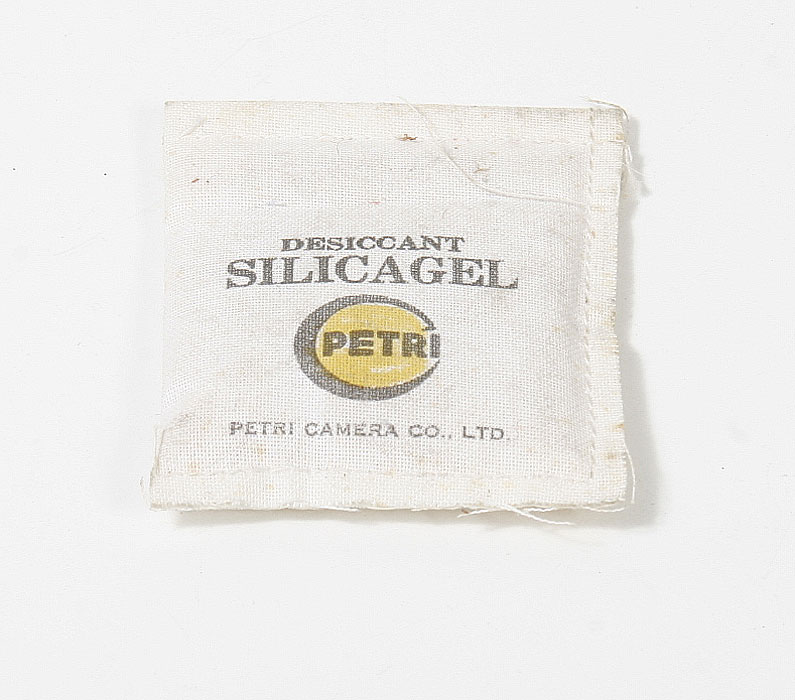 DESICCANT
SILICAGEL
PETRI
PETRI CAMERA CO., LTD.